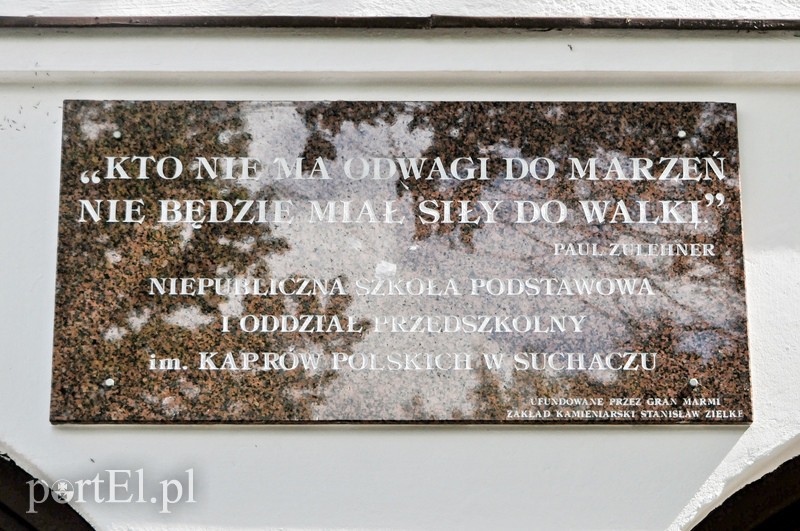 „KTO NIE MA ODWAGI DO MARZEŃ
NIE BĘDZIE MIAŁ SIŁY DO WALKI.”
PAUL ZULEHNER
NIEPUBLICZNA SZKOŁA PODSTAWOWA
I ODDZIAŁ PRZEDSZKOLNY
im. KAPRÓW POLSKICH W SUCHACZU
UFUNDOWANE PRZEZ GRAN MARMI
ZAKŁAD KAMIENIARSKI STANISŁAW ZIELKE
portEl.pl